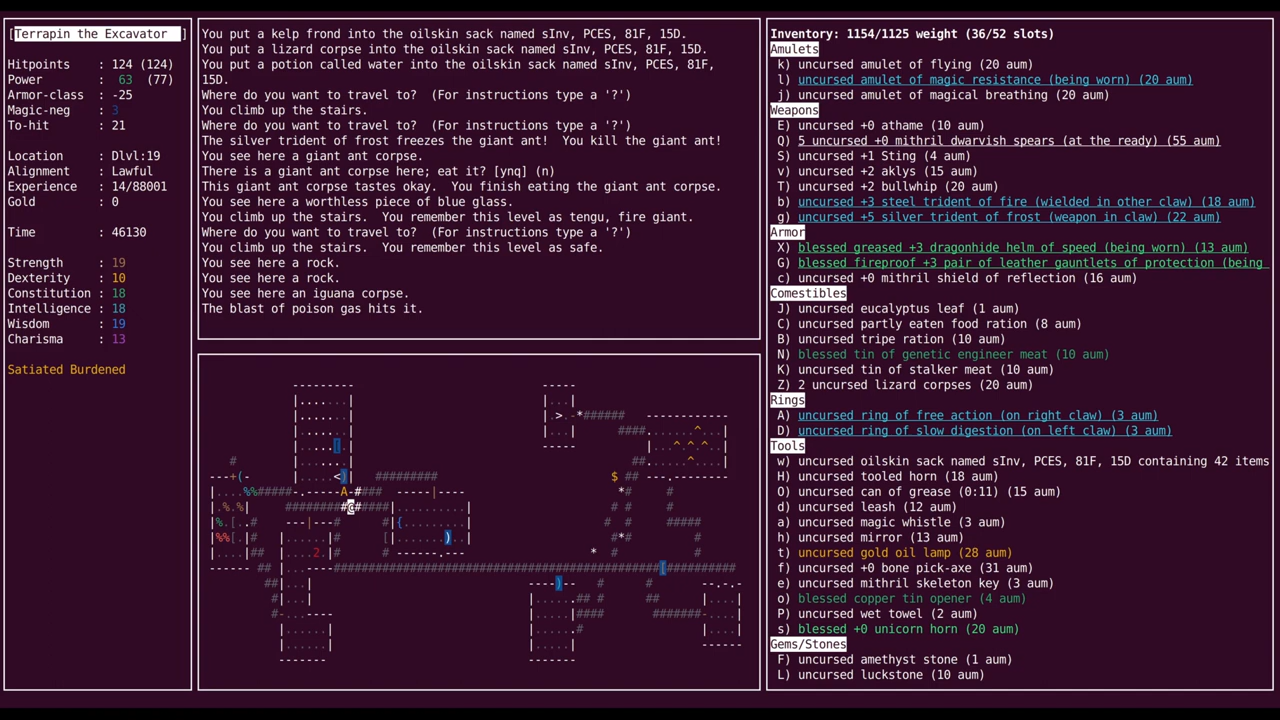 [Terrapin the Excavator ]
Hitpoints : 124 (124)
Power : 63 (77)
Armor-class : -25
Magic-neg : 3
To-hit : 21
Location : Dlvl:19
Alignment : Lawful
Experience : 14/88001
Gold : 0
Time : 46130
Strength : 19
Dexterity : 10
Constitution : 18
Intelligence : 18
Wisdom : 19
Charisma : 13
Satiated Burdened
You put a kelp frond into the oilskin sack named sInv, PCES, 81F, 15D.
You put a lizard corpse into the oilskin sack named sInv, PCES, 81F, 15D.
You put a potion called water into the oilskin sack named sInv, PCES, 81F,
15D.
Where do you want to travel to? (For instructions type a '?')
You climb up the stairs.
Where do you want to travel to? (For instructions type a '?')
The silver trident of frost freezes the giant ant! You kill the giant ant!
You see here a giant ant corpse.
There is a giant ant corpse here; eat it? [ynq] (n)
This giant ant corpse tastes okay. You finish eating the giant ant corpse.
You see here a worthless piece of blue glass.
You climb up the stairs. You remember this level as tengu, fire giant.
Where do you want to travel to? (For instructions type a '?')
You climb up the stairs. You remember this level as safe.
You see here a rock.
You see here a rock.
You see here an iguana corpse.
The blast of poison gas hits it.
Inventory: 1154/1125 weight (36/52 slots)
Amulets
k) uncursed amulet of flying (20 aum)
l) uncursed amulet of magic resistance (being worn) (20 aum)
j) uncursed amulet of magical breathing (20 aum)
Weapons
E) uncursed +0 athame (10 aum)
Q) 5 uncursed +0 mithril dwarvish spears (at the ready) (55 aum)
S) uncursed +1 Sting (4 aum)
v) uncursed +2 aklys (15 aum)
T) uncursed +2 bullwhip (20 aum)
b) uncursed +3 steel trident of fire (wielded in other claw) (18 aum)
g) uncursed +5 silver trident of frost (weapon in claw) (22 aum)
Armor
X) blessed greased +3 dragonhide helm of speed (being worn) (13 aum)
G) blessed fireproof +3 pair of leather gauntlets of protection (being
c) uncursed +0 mithril shield of reflection (16 aum)
Comestibles
J) uncursed eucalyptus leaf (1 aum)
C) uncursed partly eaten food ration (8 aum)
B) uncursed tripe ration (10 aum)
N) blessed tin of genetic engineer meat (10 aum)
K) uncursed tin of stalker meat (10 aum)
Z) 2 uncursed lizard corpses (20 aum)
Rings
A) uncursed ring of free action (on right claw) (3 aum)
D) uncursed ring of slow digestion (on left claw) (3 aum)
Tools
w) uncursed oilskin sack named sInv, PCES, 81F, 15D containing 42 items
H) uncursed tooled horn (18 aum)
O) uncursed can of grease (0:11) (15 aum)
d) uncursed leash (12 aum)
a) uncursed magic whistle (3 aum)
h) uncursed mirror (13 aum)
t) uncursed gold oil lamp (28 aum)
f) uncursed +0 bone pick-axe (31 aum)
e) uncursed mithril skeleton key (3 aum)
o) blessed copper tin opener (4 aum)
P) uncursed wet towel (2 aum)
s) blessed +0 unicorn horn (20 aum)
Gems/Stones
F) uncursed amethyst stone (1 aum)
L) uncursed luckstone (10 aum)